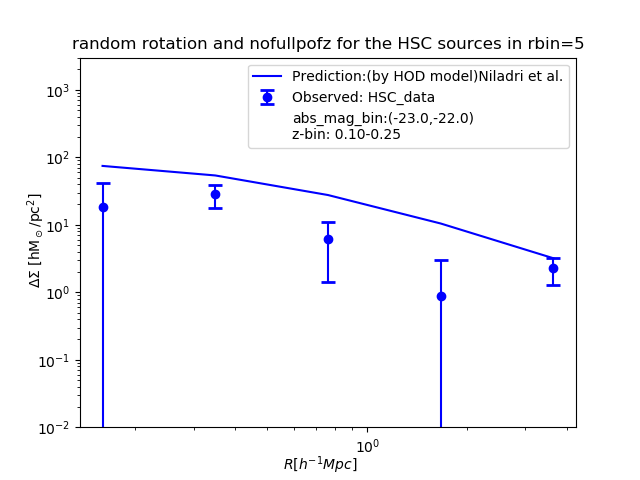 random rotation and nofullpofz for the HSC sources in rbin=5
Prediction:(by HOD model)Niladri et al.
Observed: HSC_data
abs_mag_bin:(-23.0,-22.0)
z-bin: 0.10-0.25
10³
10²
10¹
10⁰
10⁻¹
10⁻²
ΔΣ [hM⊙/pc²]
10⁰
R[h⁻¹Mpc]